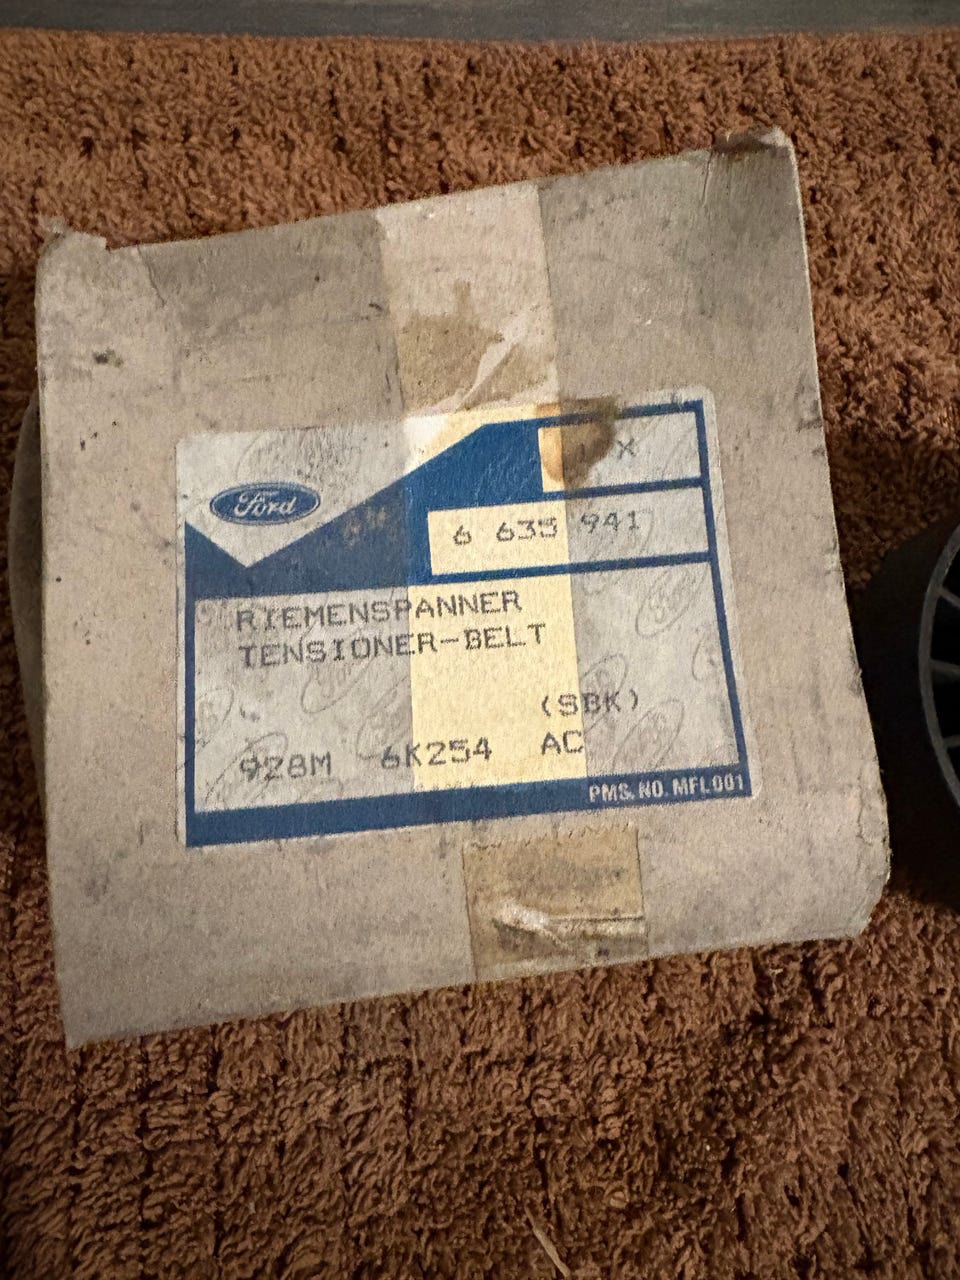 Ford
X
6 635 941
RIEMENSPANNER
TENSIONER-BELT
(SBK)
928M 6K254 AC
PMS. NO. MFL001